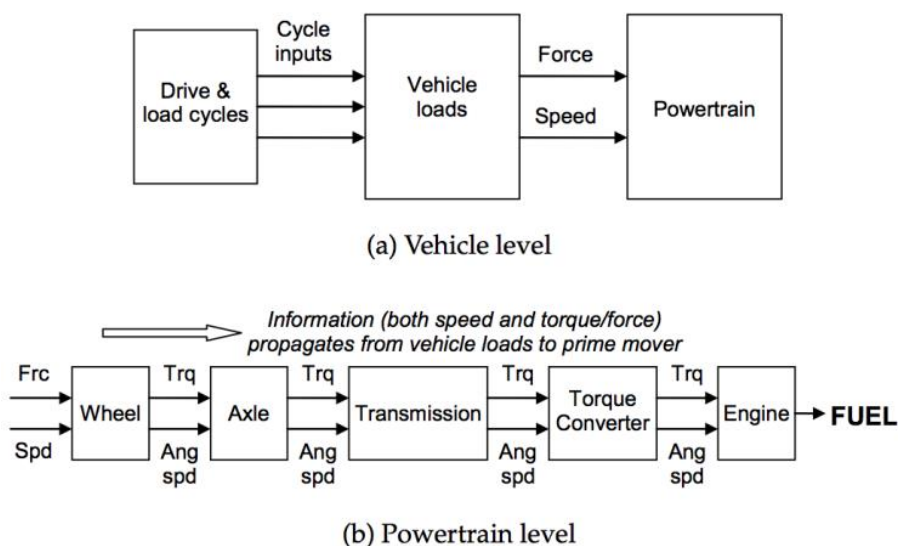 Cycle
inputs
Drive &
load cycles
Vehicle
loads
Force
Speed
Powertrain
(a) Vehicle level
Information (both speed and torque/force)
propagates from vehicle loads to prime mover
Frc
Spd
Wheel
Trq
Ang
spd
Axle
Trq
Ang
spd
Transmission
Trq
Ang
spd
Torque
Converter
Trq
Ang
spd
Engine
FUEL
(b) Powertrain level